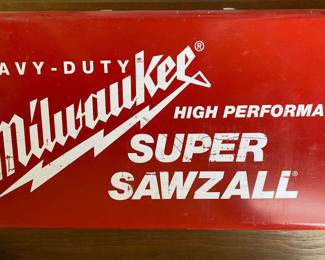 AVY-DUTY
Milwaukee®
HIGH PERFORMA
SUPER
SAWZALL®